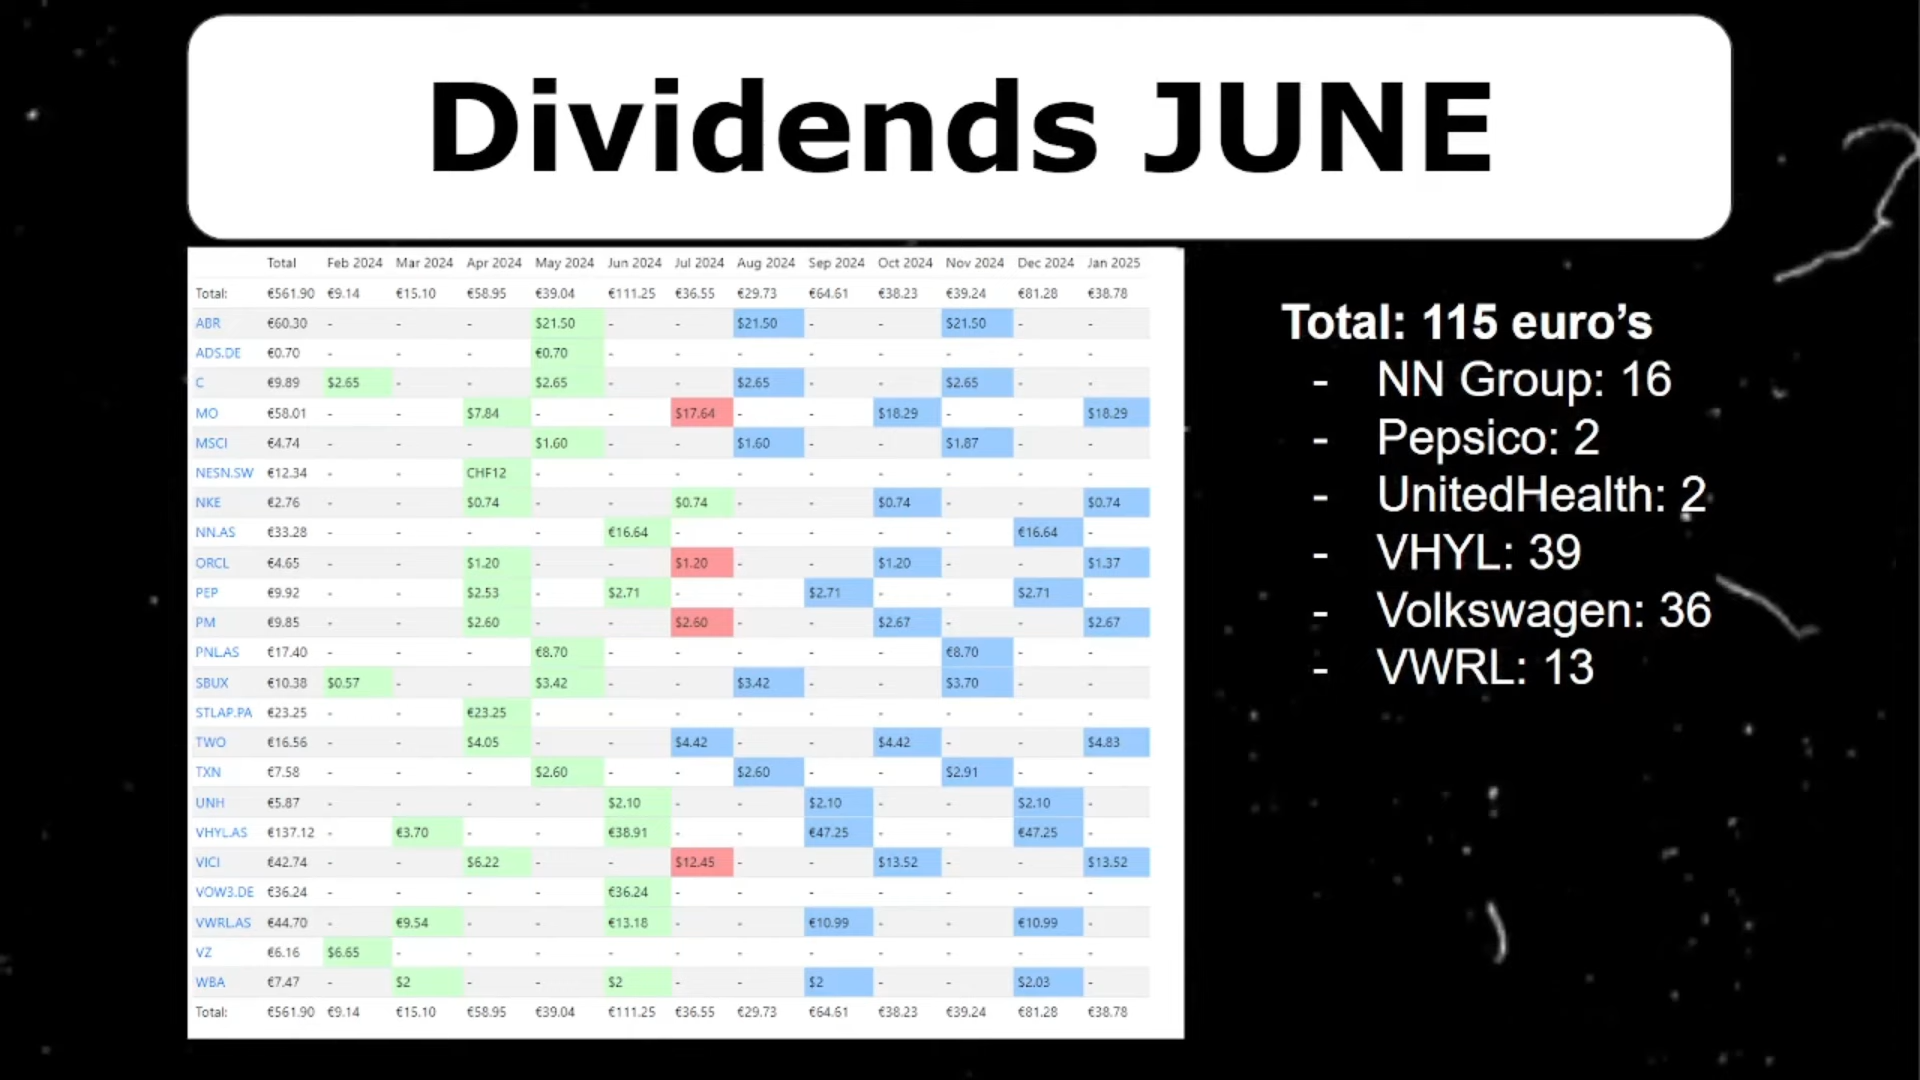 Dividends JUNE
Total Feb 2024 Mar 2024 Apr 2024 May 2024 Jun 2024 Jul 2024 Aug 2024 Sep 2024 Oct 2024 Nov 2024 Dec 2024 Jan 2025
Total: €561.90 €9.14 €15.10 €58.95 €39.04 €111.25 €36.55 €29.73 €64.61 €38.23 €39.24 €81.28 €38.78
ABR €60.30 - - - $21.50 - - $21.50 - - $21.50 - -
ADS.DE €0.70 - - - €0.70 - - - - - - - -
C €9.89 $2.65 - - $2.65 - - $2.65 - - $2.65 - -
MO €58.01 - - $7.84 - - $17.64 - - $18.29 - - $18.29
MSCI €4.74 - - - $1.60 - - $1.60 - - $1.87 - -
NESN.SW €12.34 - - CHF12 - - - - - - - - -
NKE €2.76 - - $0.74 - - $0.74 - - $0.74 - - $0.74
NN.AS €33.28 - - - - €16.64 - - - - - €16.64 -
ORCL €4.65 - - $1.20 - - $1.20 - - $1.20 - - $1.37
PEP €9.92 - - $2.53 - $2.71 - - $2.71 - - $2.71 -
PM €9.85 - - $2.60 - - $2.60 - - $2.67 - - $2.67
PNL.AS €17.40 - - - €8.70 - - - - - €8.70 - -
SBUX €10.38 $0.57 - - $3.42 - - $3.42 - - $3.70 - -
STLAP.PA €23.25 - - €23.25 - - - - - - - - -
TWO €16.56 - - $4.05 - - $4.42 - - $4.42 - - $4.83
TXN €7.58 - - - $2.60 - - $2.60 - - $2.91 - -
UNH €5.87 - - - - $2.10 - - $2.10 - - $2.10 -
VHYL.AS €137.12 - €3.70 - - €38.91 - - €47.25 - - €47.25 -
VICI €42.74 - - $6.22 - - $12.45 - - $13.52 - - $13.52
VOW3.DE €36.24 - - - - €36.24 - - - - - - -
VWRL.AS €44.70 - €9.54 - - €13.18 - - €10.99 - - €10.99 -
VZ €6.16 $6.65 - - - - - - - - - - -
WBA €7.47 - $2 - - $2 - - $2 - - $2.03 -
Total: €561.90 €9.14 €15.10 €58.95 €39.04 €111.25 €36.55 €29.73 €64.61 €38.23 €39.24 €81.28 €38.78
Total: 115 euro’s
- NN Group: 16
- Pepsico: 2
- UnitedHealth: 2
- VHYL: 39
- Volkswagen: 36
- VWRL: 13